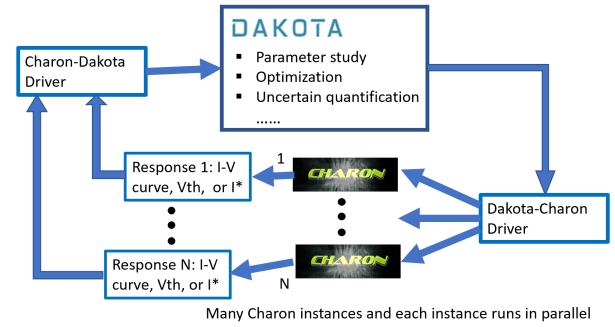 DAKOTA
▪ Parameter study
▪ Optimization
▪ Uncertain quantification
……
Charon-Dakota
Driver
Response 1: I-V
curve, Vth, or I*
1
CHARON
Dakota-Charon
Driver
Response N: I-V
curve, Vth, or I*
N
CHARON
Many Charon instances and each instance runs in parallel